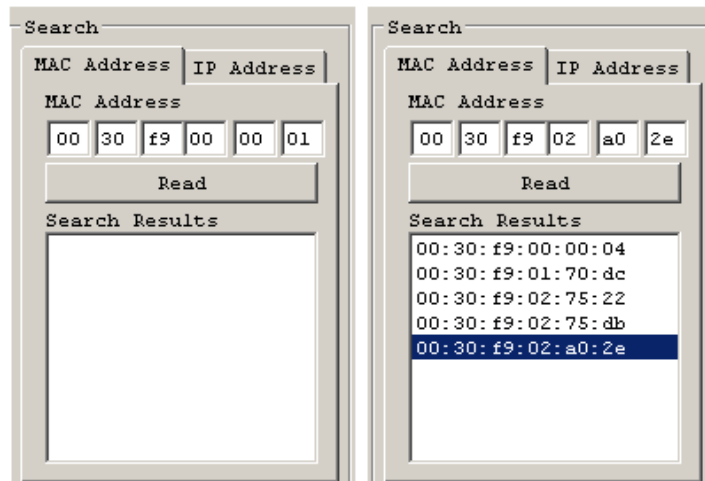 Search
MAC Address IP Address
MAC Address
00 30 f9 00 00 01
Read
Search Results
Search
MAC Address IP Address
MAC Address
00 30 f9 02 a0 2e
Read
Search Results
00:30:f9:00:00:04
00:30:f9:01:70:dc
00:30:f9:02:75:22
00:30:f9:02:75:db
00:30:f9:02:a0:2e